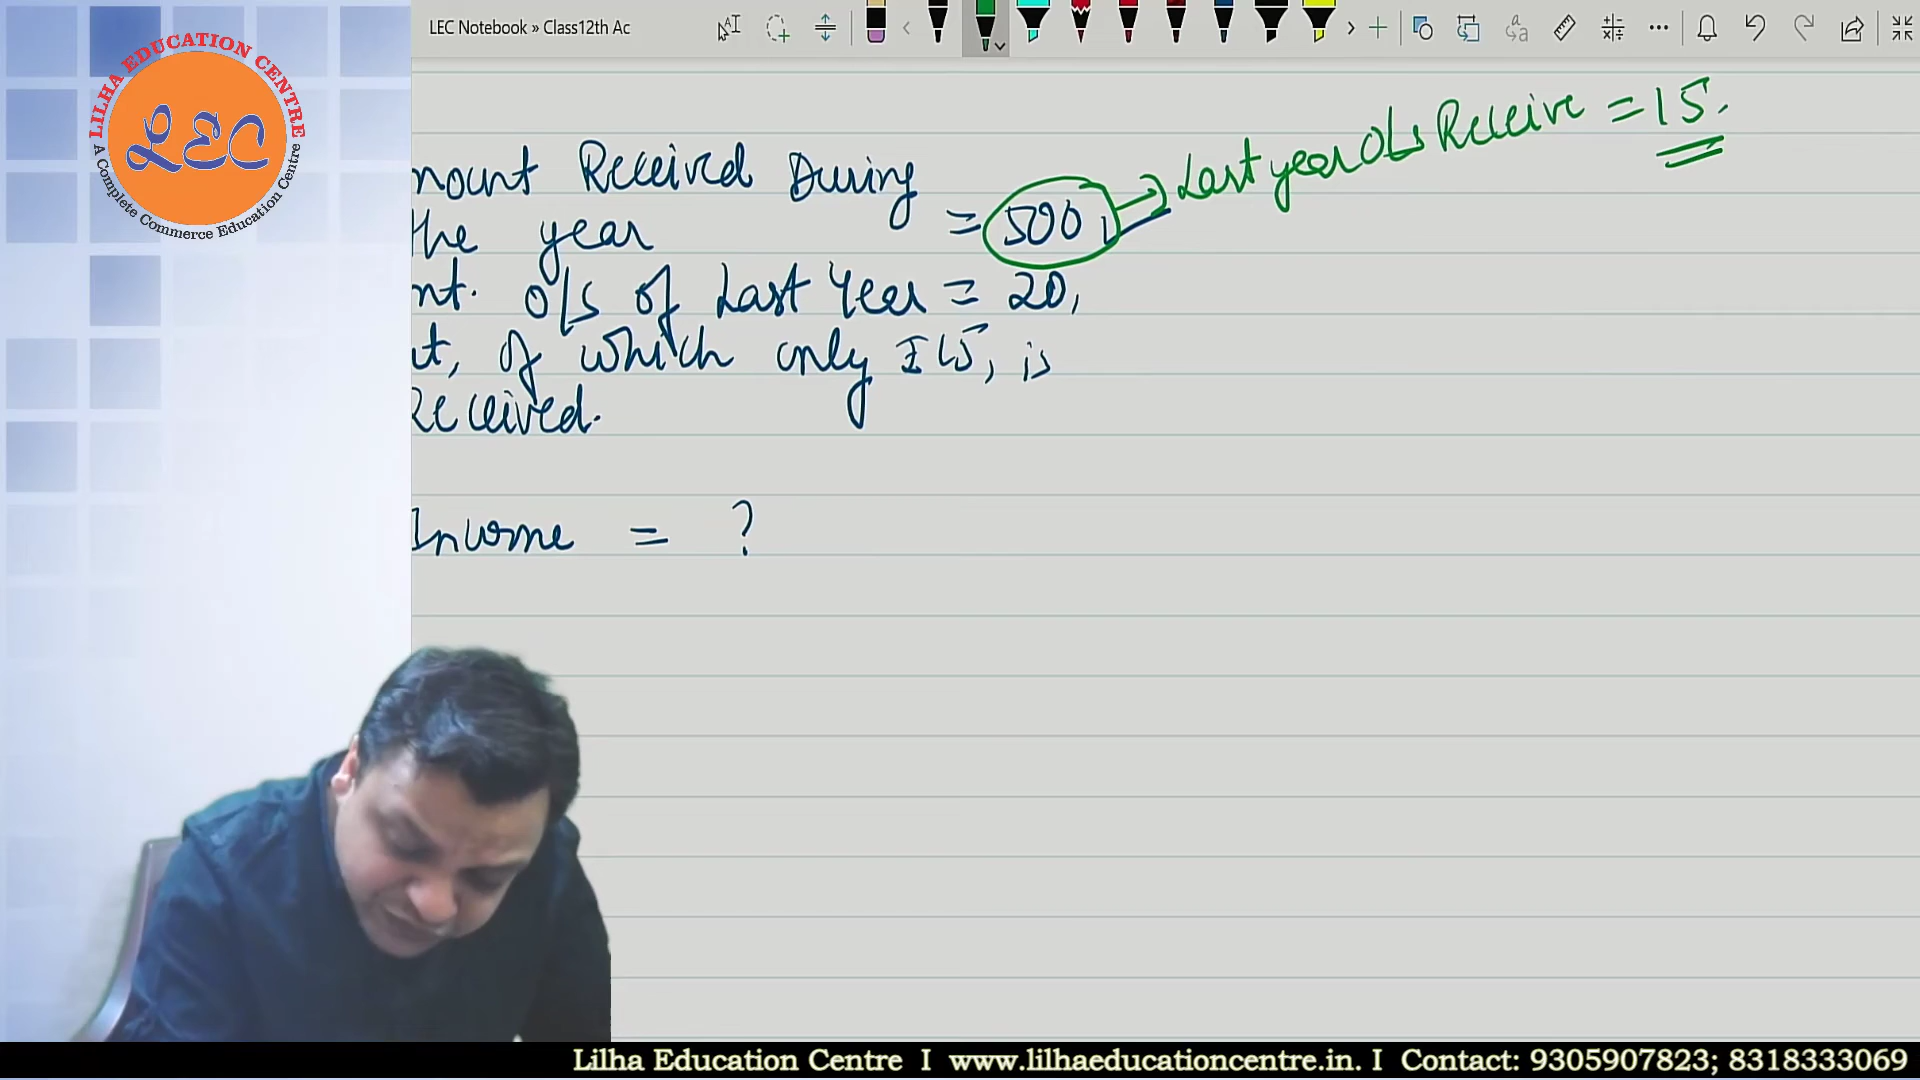 LEC Notebook » Class12th Ac
LILHA EDUCATION CENTRE
LEC
A Complete Commerce Education Centre
Last year O/s Receive = 15.
mount Received During
the year = 500,
nt. o/s of Last Year = 20,
ut, of which only ₹ 15, is
Received.
Income = ?
Lilha Education Centre I www.lilhaeducationcentre.in. I Contact: 9305907823; 8318333069